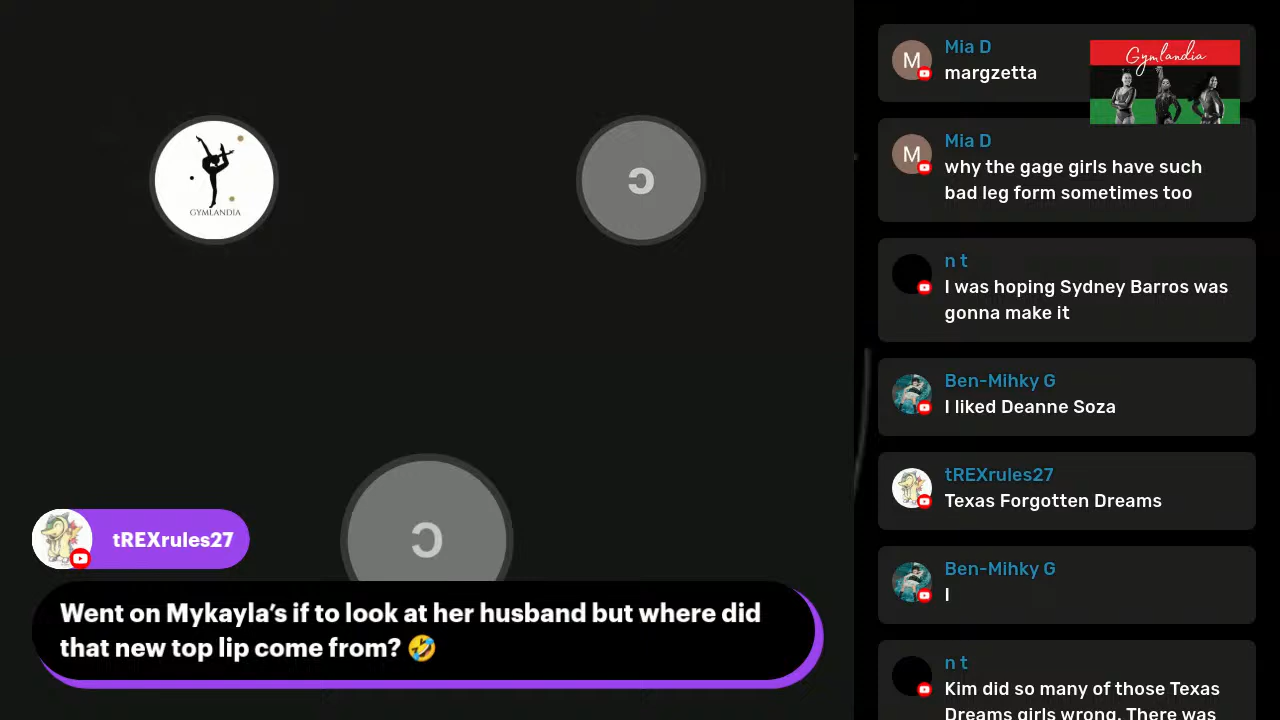 GYMLANDIA
ɔ
ɔ
tREXrules27
Went on Mykayla’s if to look at her husband but where did
that new top lip come from? 🤣
M
Mia D
margzetta
Gymlandia
M
Mia D
why the gage girls have such
bad leg form sometimes too
n t
I was hoping Sydney Barros was
gonna make it
Ben-Mihky G
I liked Deanne Soza
tREXrules27
Texas Forgotten Dreams
Ben-Mihky G
I
n t
Kim did so many of those Texas
Dreams girls wrong. There was